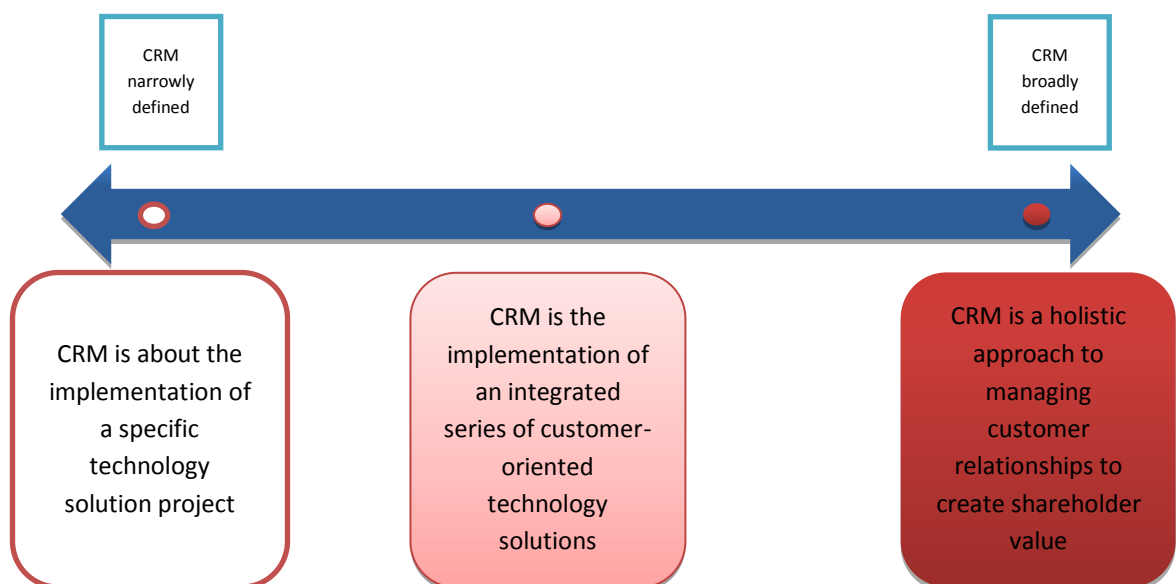 CRM
narrowly
defined
CRM
broadly
defined
CRM is about the
implementation of
a specific
technology
solution project
CRM is the
implementation of
an integrated
series of customer-
oriented
technology
solutions
CRM is a holistic
approach to
managing
customer
relationships to
create shareholder
value